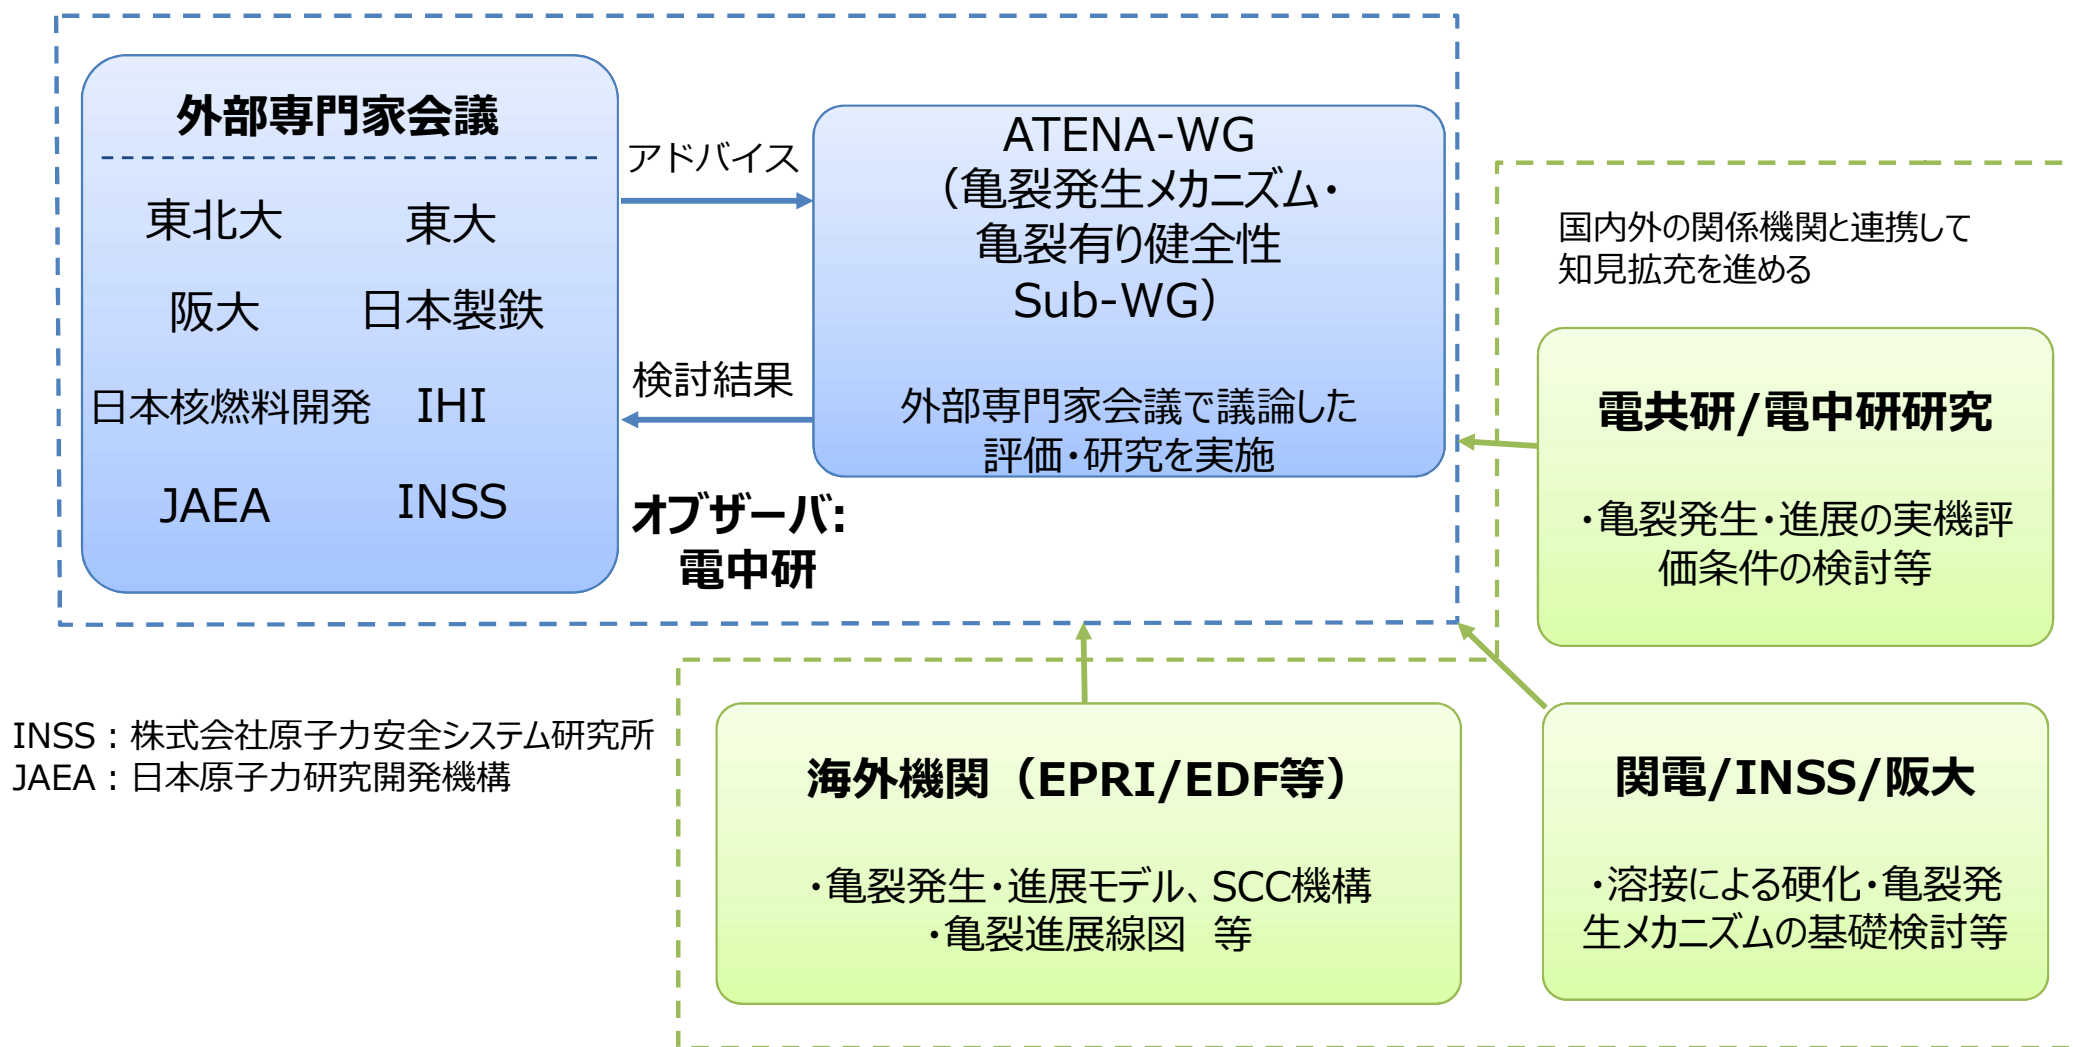 外部専門家会議
東北大 東大
阪大 日本製鉄
日本核燃料開発 IHI
JAEA INSS
アドバイス
検討結果
ATENA-WG
（亀裂発生メカニズム・
亀裂有り健全性
Sub-WG）
外部専門家会議で議論した
評価・研究を実施
オブザーバ:
電中研
国内外の関係機関と連携して
知見拡充を進める
電共研/電中研研究
・亀裂発生・進展の実機評
価条件の検討等
INSS：株式会社原子力安全システム研究所
JAEA：日本原子力研究開発機構
海外機関（EPRI/EDF等）
・亀裂発生・進展モデル、SCC機構
・亀裂進展線図　等
関電/INSS/阪大
・溶接による硬化・亀裂発
生メカニズムの基礎検討等